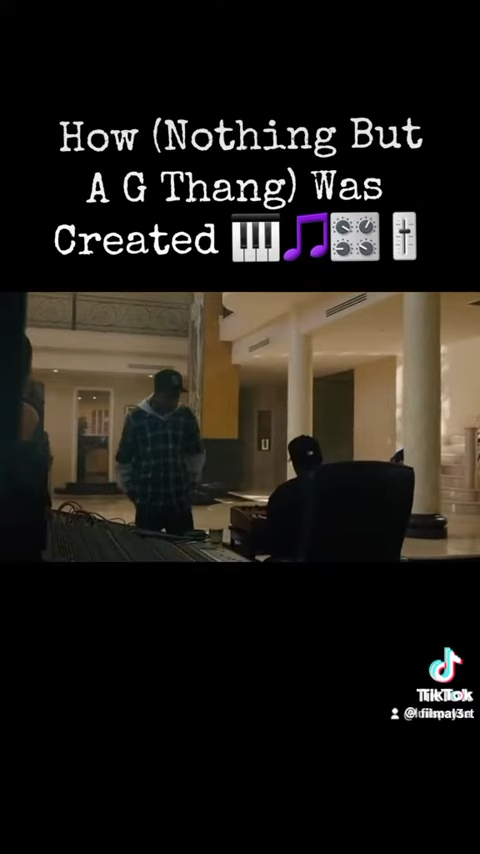 How (Nothing But
A G Thang) Was
Created 🎹🎵🎛️🎚️
TikTok